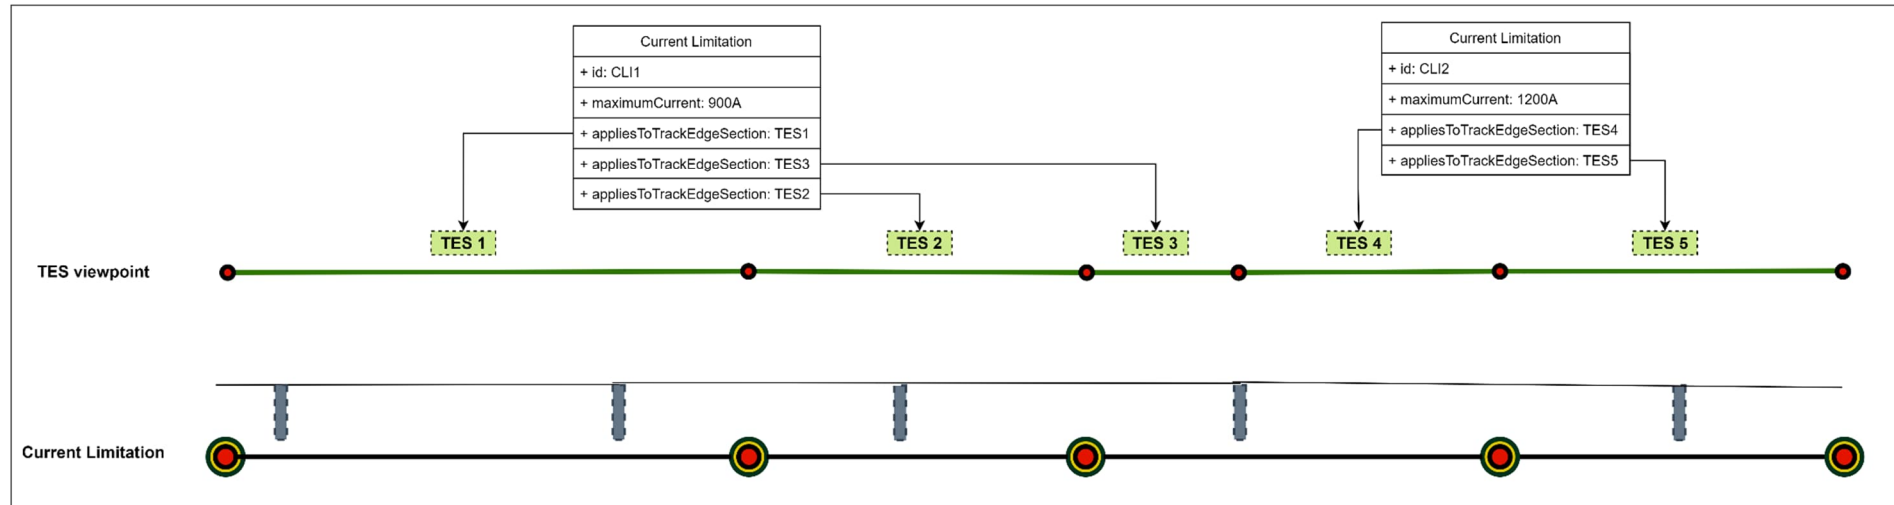 Current Limitation
+ id: CLI1
+ maximumCurrent: 900A
+ appliesToTrackEdgeSection: TES1
+ appliesToTrackEdgeSection: TES3
+ appliesToTrackEdgeSection: TES2
Current Limitation
+ id: CLI2
+ maximumCurrent: 1200A
+ appliesToTrackEdgeSection: TES4
+ appliesToTrackEdgeSection: TES5
TES 1
TES 2
TES 3
TES 4
TES 5
TES viewpoint
Current Limitation